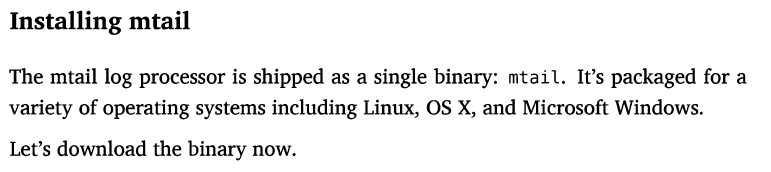 Installing mtail
The mtail log processor is shipped as a single binary: mtail. It’s packaged for a
variety of operating systems including Linux, OS X, and Microsoft Windows.
Let’s download the binary now.